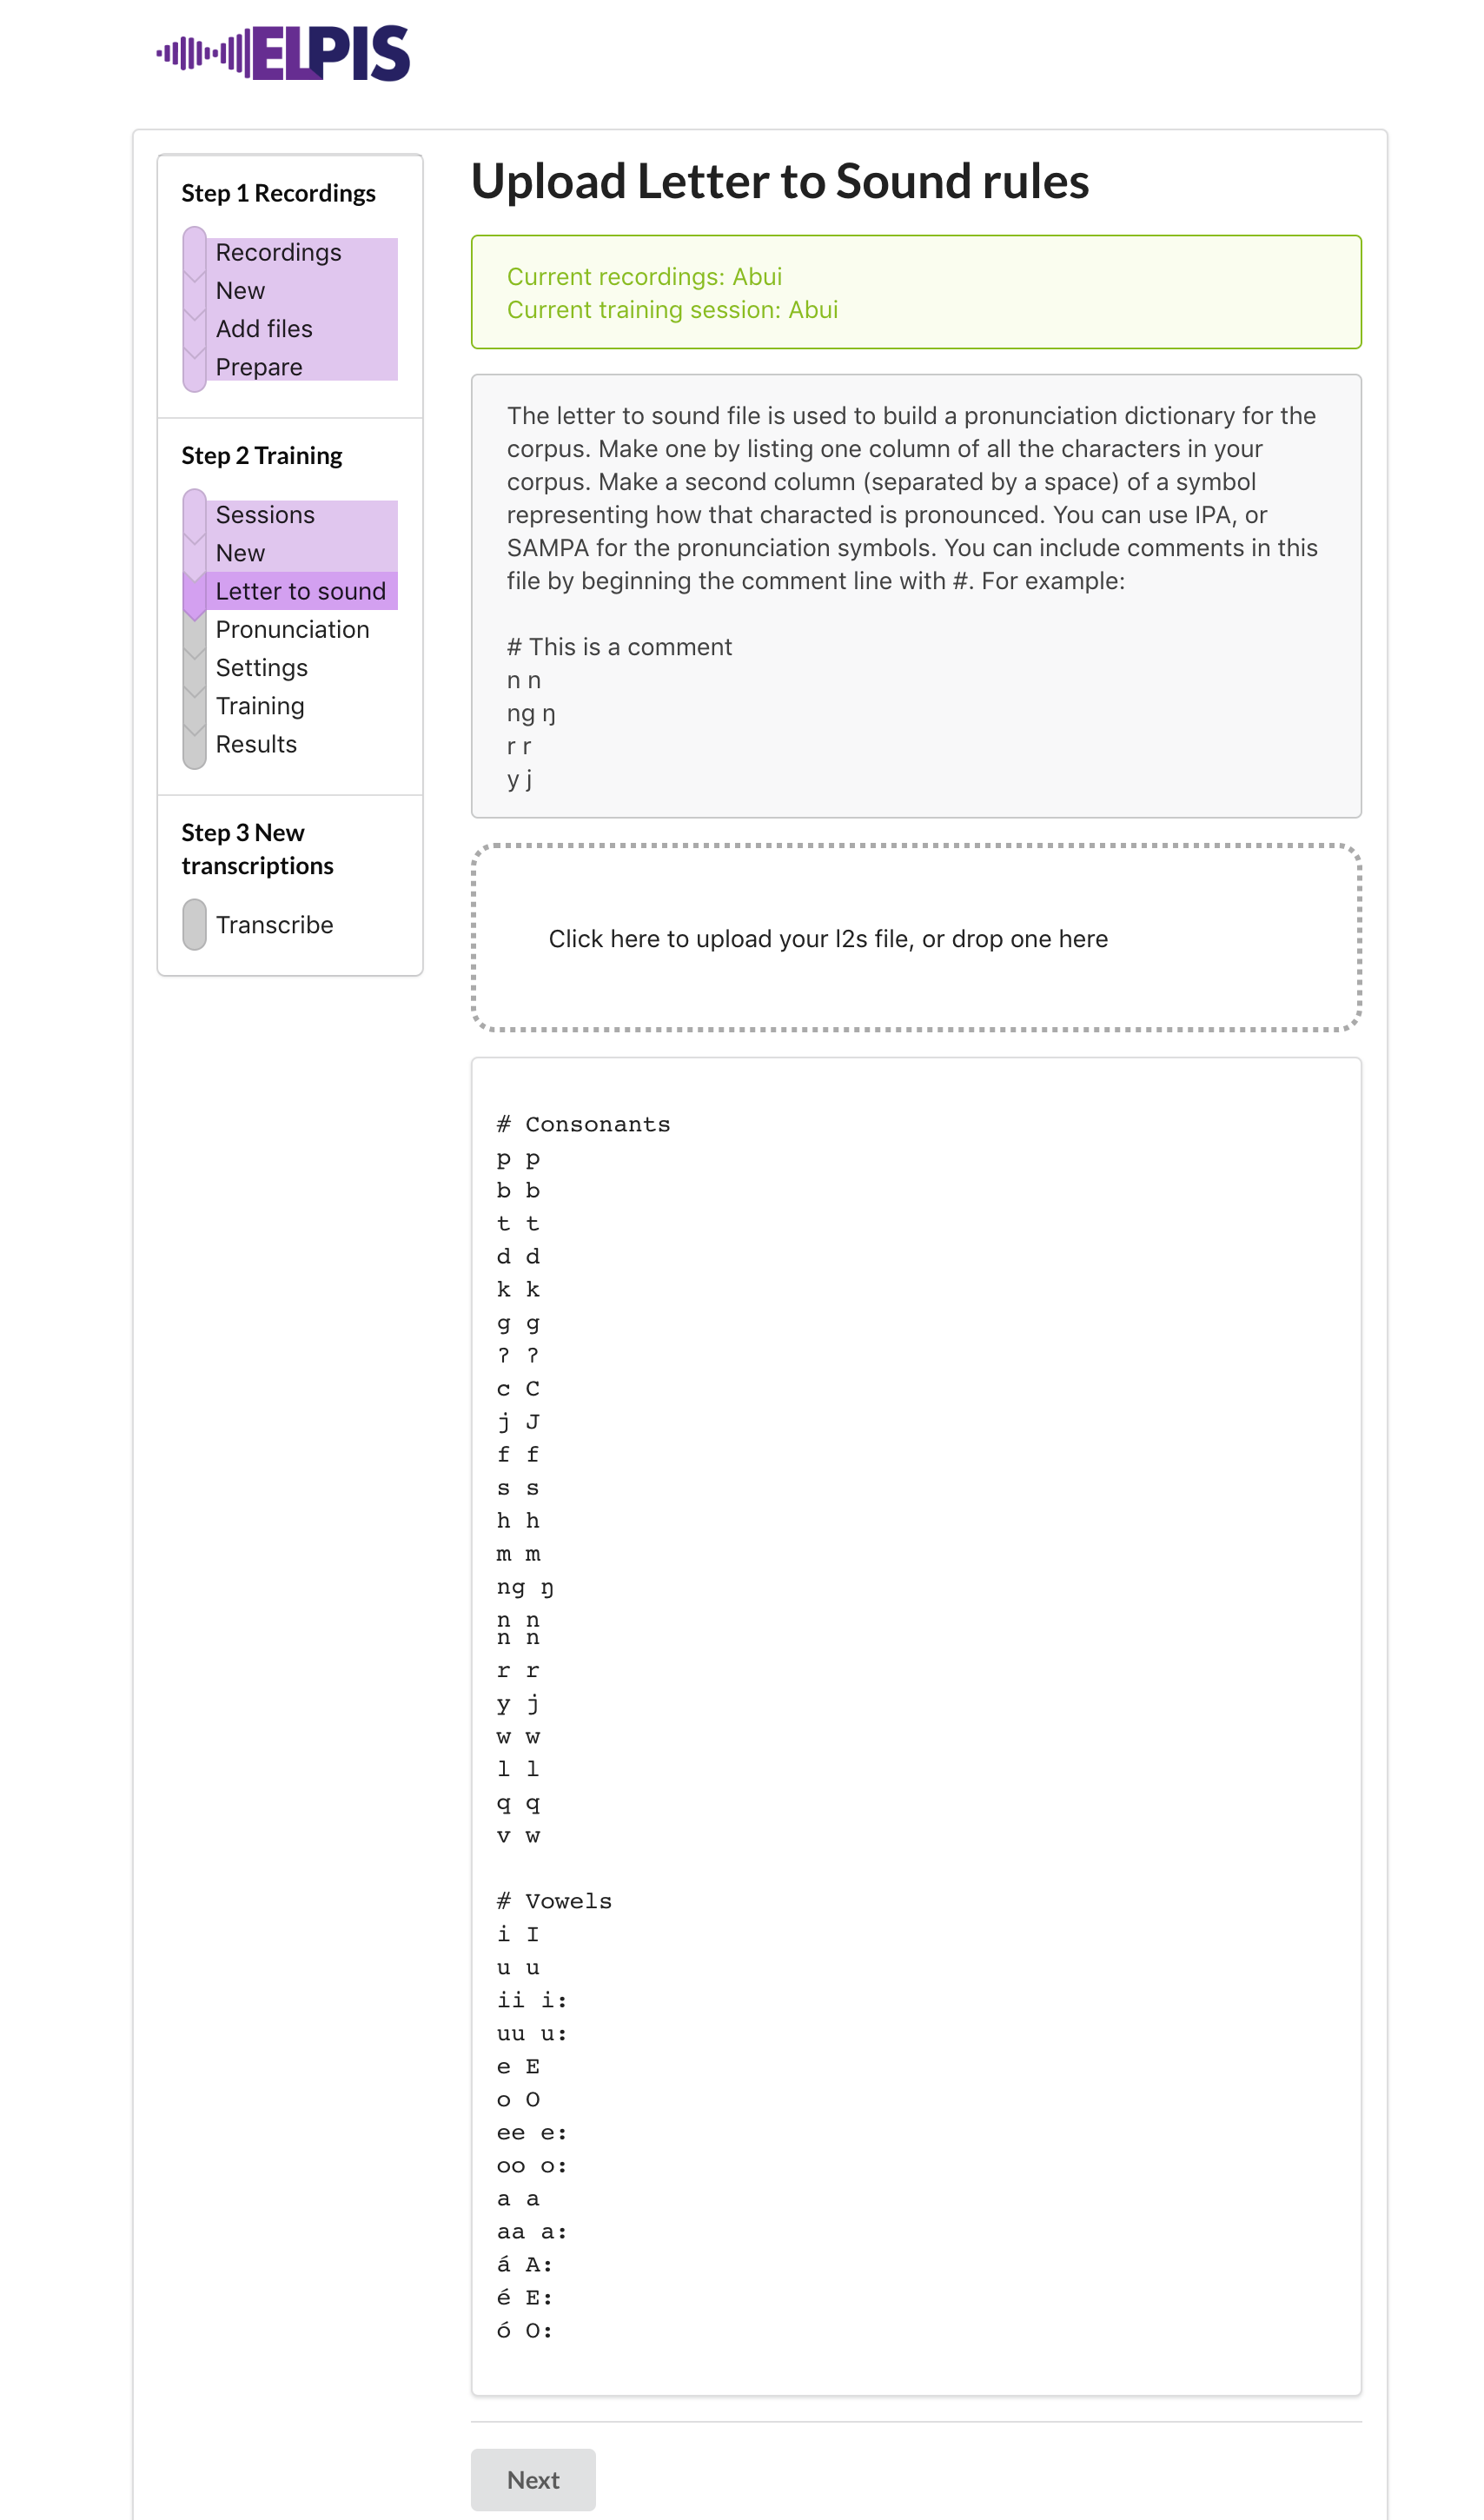 ELPIS
Step 1 Recordings
Recordings
New
Add files
Prepare
Step 2 Training
Sessions
New
Letter to sound
Pronunciation
Settings
Training
Results
Step 3 New
transcriptions
Transcribe
Upload Letter to Sound rules
Current recordings: Abui
Current training session: Abui
The letter to sound file is used to build a pronunciation dictionary for the
corpus. Make one by listing one column of all the characters in your
corpus. Make a second column (separated by a space) of a symbol
representing how that characted is pronounced. You can use IPA, or
SAMPA for the pronunciation symbols. You can include comments in this
file by beginning the comment line with #. For example:
# This is a comment
n n
ng ŋ
r r
y j
Click here to upload your l2s file, or drop one here
# Consonants
p p
b b
t t
d d
k k
g g
ʔ ʔ
c C
j J
f f
s s
h h
m m
ng ŋ
n n
n n
r r
y j
w w
l l
q q
v w
# Vowels
i I
u u
ii i:
uu u:
e E
o O
ee e:
oo o:
a a
aa a:
á A:
é E:
ó O:
Next